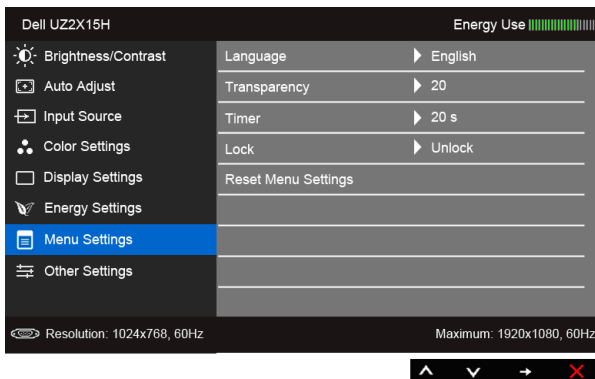 Dell UZ2X15H Energy Use
Brightness/Contrast Language English
Auto Adjust Transparency 20
Input Source Timer 20 s
Color Settings Lock Unlock
Display Settings Reset Menu Settings
Energy Settings
Menu Settings
Other Settings
Resolution: 1024x768, 60Hz Maximum: 1920x1080, 60Hz